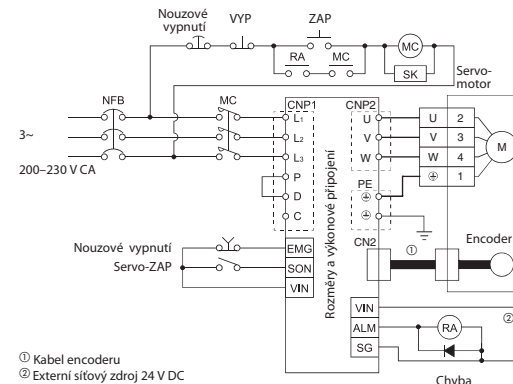 Nouzové
vypnutí
VYP
ZAP
RA
MC
MC
SK
Servo-
motor
NFB
MC
CNP1
CNP2
3~
200–230 V CA
L1
L2
L3
P
D
C
U
V
W
PE
U 2
V 3
W 4
1
M
Rozměry a výkonové připojení
CN2
①
Encoder
Nouzové vypnutí
Servo-ZAP
EMG
SON
VIN
VIN
ALM
SG
RA
②
Chyba
① Kabel encoderu
② Externí síťový zdroj 24 V DC